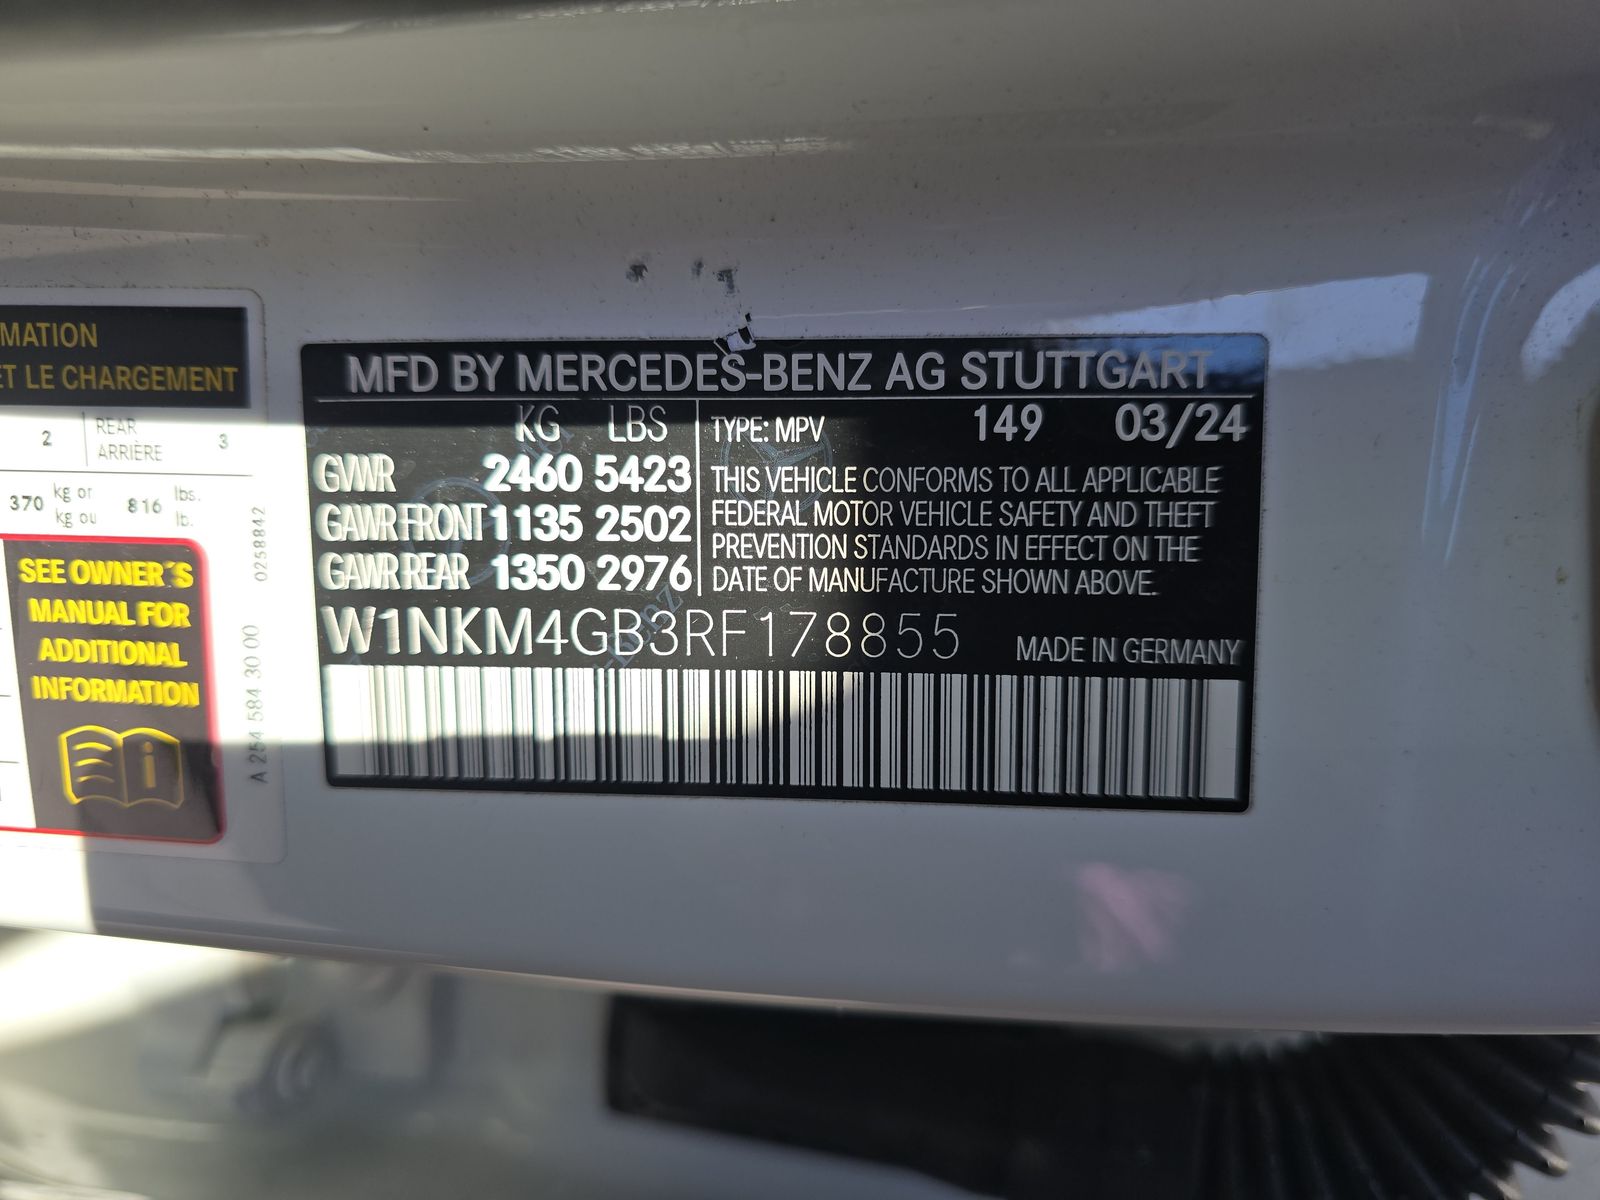 MATION
ET LE CHARGEMENT
2 REAR 3
ARRIÈRE
370 kg or 816 lbs.
kg ou lb.
SEE OWNER´S
MANUAL FOR
ADDITIONAL
INFORMATION
0258842
A 254 584 30 00
MFD BY MERCEDES-BENZ AG STUTTGART
KG LBS
GVWR 2460 5423
GAWR FRONT 1135 2502
GAWR REAR 1350 2976
TYPE: MPV 149 03/24
THIS VEHICLE CONFORMS TO ALL APPLICABLE
FEDERAL MOTOR VEHICLE SAFETY AND THEFT
PREVENTION STANDARDS IN EFFECT ON THE
DATE OF MANUFACTURE SHOWN ABOVE.
W1NKM4GB3RF178855 MADE IN GERMANY